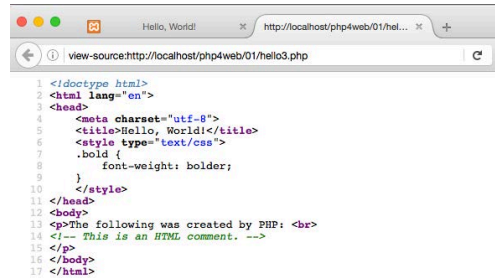 Hello, World!
http://localhost/php4web/01/hel...
view-source:http://localhost/php4web/01/hello3.php
1 <!doctype html>
2 <html lang="en">
3 <head>
4 <meta charset="utf-8">
5 <title>Hello, World!</title>
6 <style type="text/css">
7 .bold {
8 font-weight: bolder;
9 }
10 </style>
11 </head>
12 <body>
13 <p>The following was created by PHP: <br>
14 <!-- This is an HTML comment. -->
15 </p>
16 </body>
17 </html>